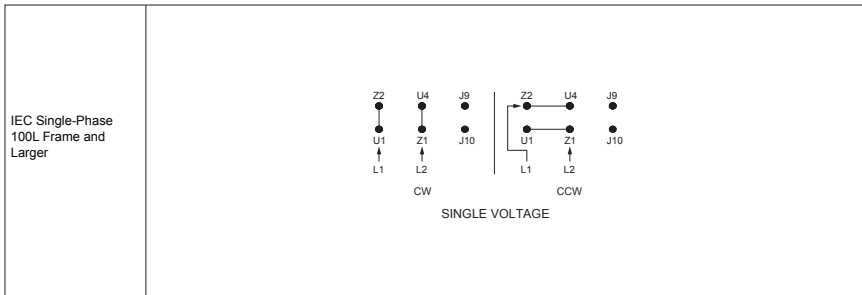 IEC Single-Phase
100L Frame and
Larger
Z2 U4 J9 Z2 U4 J9
U1 Z1 J10 U1 Z1 J10
L1 L2 L1 L2
CW CCW
SINGLE VOLTAGE